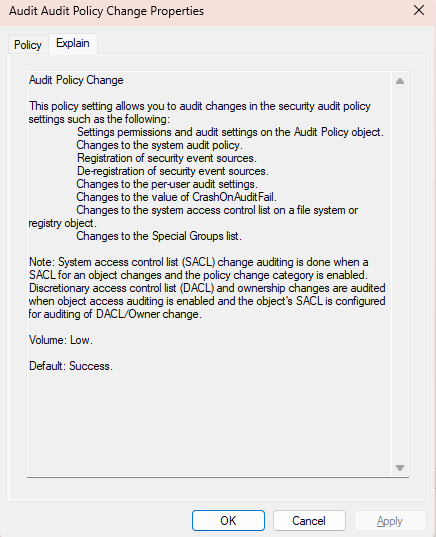 Audit Audit Policy Change Properties
Policy
Explain
Audit Policy Change
This policy setting allows you to audit changes in the security audit policy
settings such as the following:
Settings permissions and audit settings on the Audit Policy object.
Changes to the system audit policy.
Registration of security event sources.
De-registration of security event sources.
Changes to the per-user audit settings.
Changes to the value of CrashOnAuditFail.
Changes to the system access control list on a file system or
registry object.
Changes to the Special Groups list.
Note: System access control list (SACL) change auditing is done when a
SACL for an object changes and the policy change category is enabled.
Discretionary access control list (DACL) and ownership changes are audited
when object access auditing is enabled and the object's SACL is configured
for auditing of DACL/Owner change.
Volume: Low.
Default: Success.
OK
Cancel
Apply